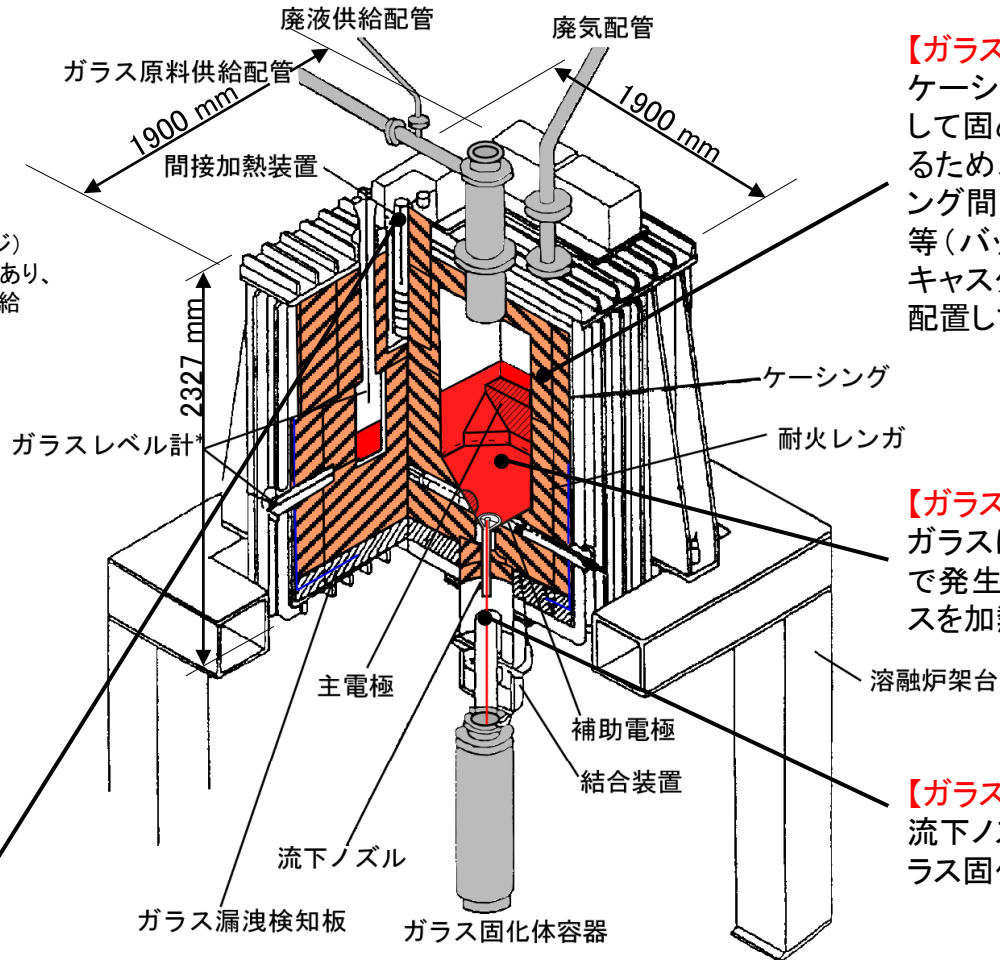 廃液供給配管
廃気配管
ガラス原料供給配管
1900 mm
1900 mm
間接加熱装置
ジ)
あり、
給
2327 mm
ガラスレベル計*
ケーシング
耐火レンガ
主電極
補助電極
結合装置
溶融炉架台
流下ノズル
ガラス漏洩検知板
ガラス固化体容器
【ガラス
ケーシ
して固
るため
ング間
等(バッ
キャスタ
配置して
【ガラス
ガラスは
で発生
スを加熱
【ガラス
流下ノズ
ラス固化